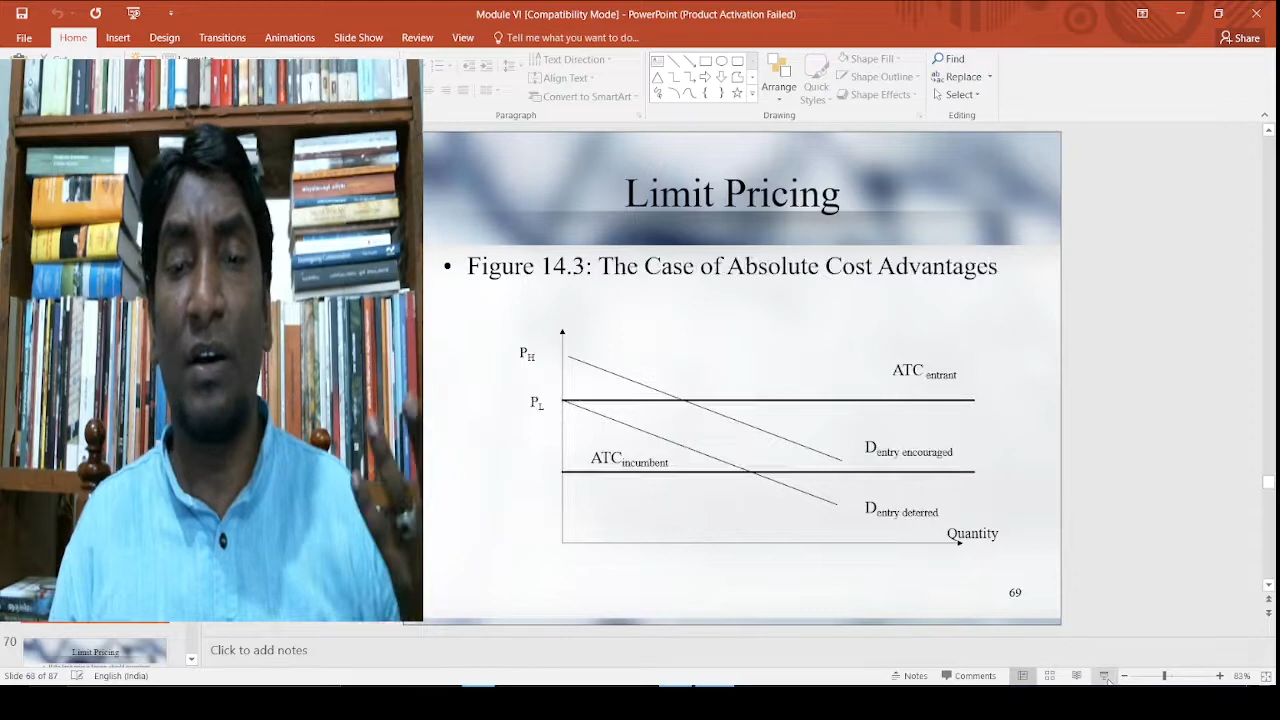 Module VI [Compatibility Mode] - PowerPoint (Product Activation Failed)
File Home Insert Design Transitions Animations Slide Show Review View Tell me what you want to do... Share
Text Direction
Align Text
Convert to SmartArt
Paragraph
Arrange
Quick Styles
Shape Fill
Shape Outline
Shape Effects
Drawing
Find
Replace
Select
Editing
Limit Pricing
• Figure 14.3: The Case of Absolute Cost Advantages
PH
ATC entrant
PL
Dentry encouraged
ATCincumbent
Dentry deterred
Quantity
69
70
Limit Pricing
Click to add notes
Slide 68 of 87 English (India) Notes Comments 83%